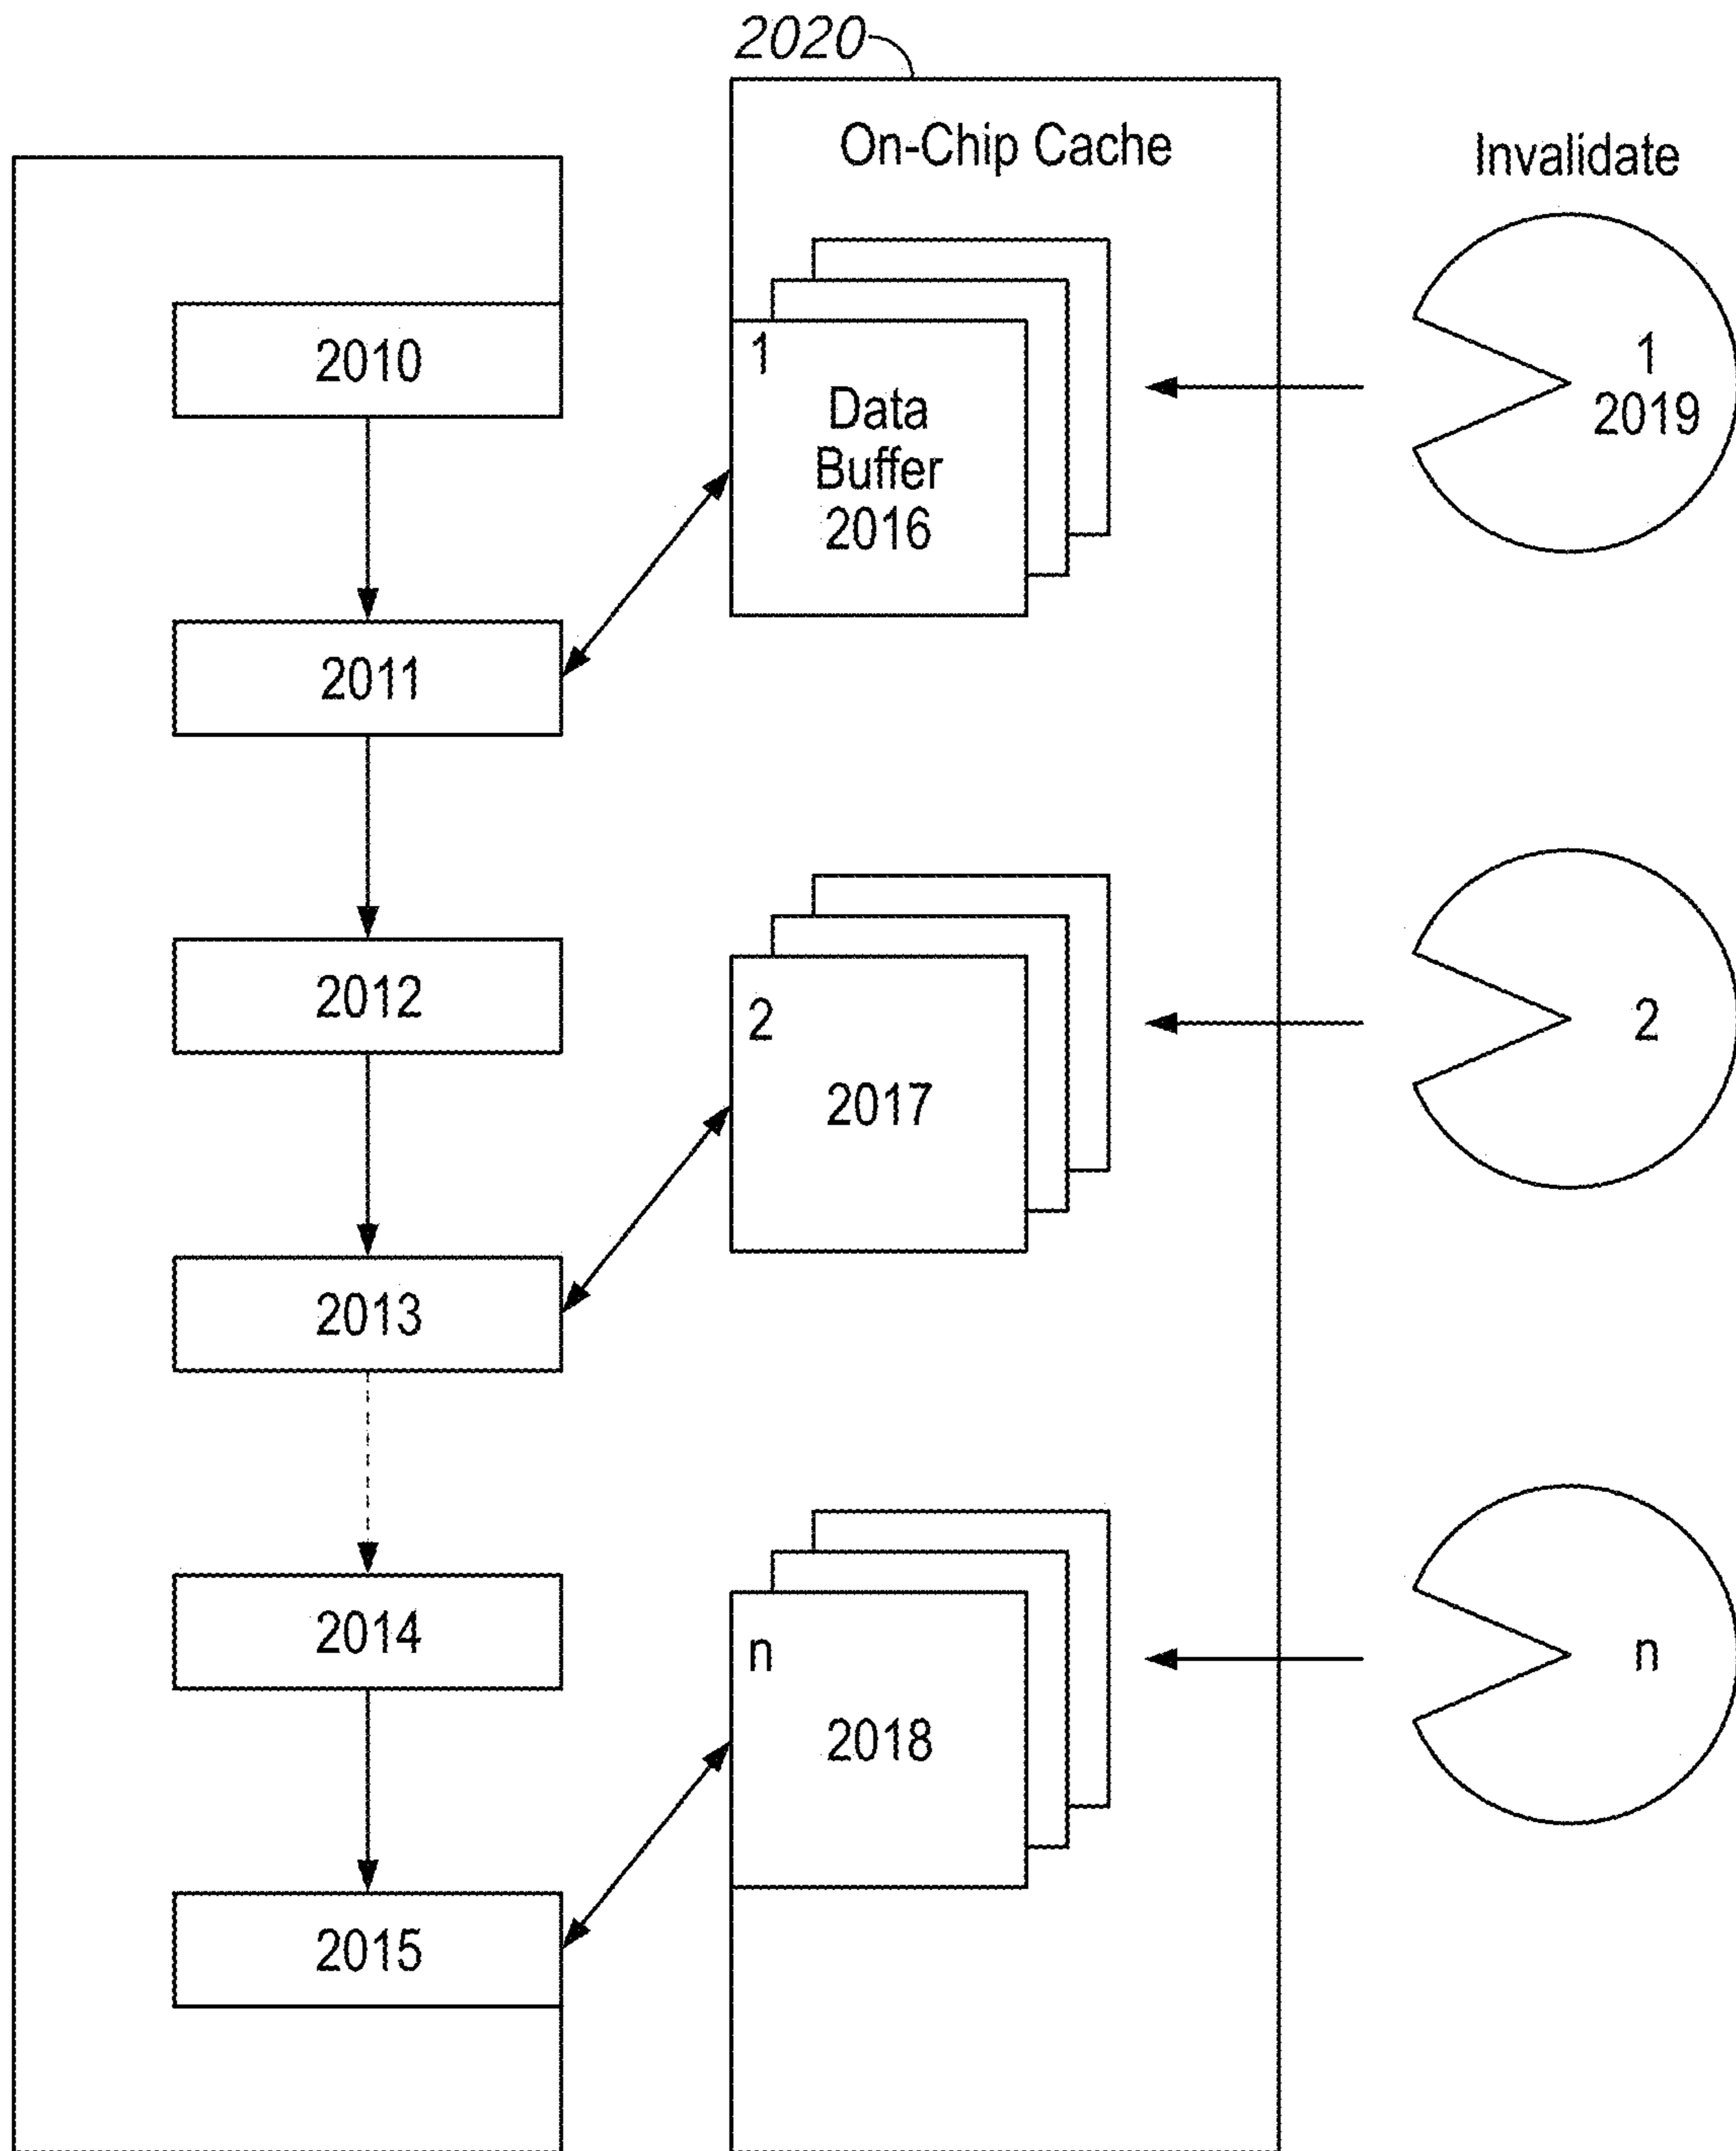 2020
On-Chip Cache
Invalidate
2010
1
Data
Buffer
2016
1
2019
2011
2012
2
2017
2
2013
2014
n
2018
n
2015